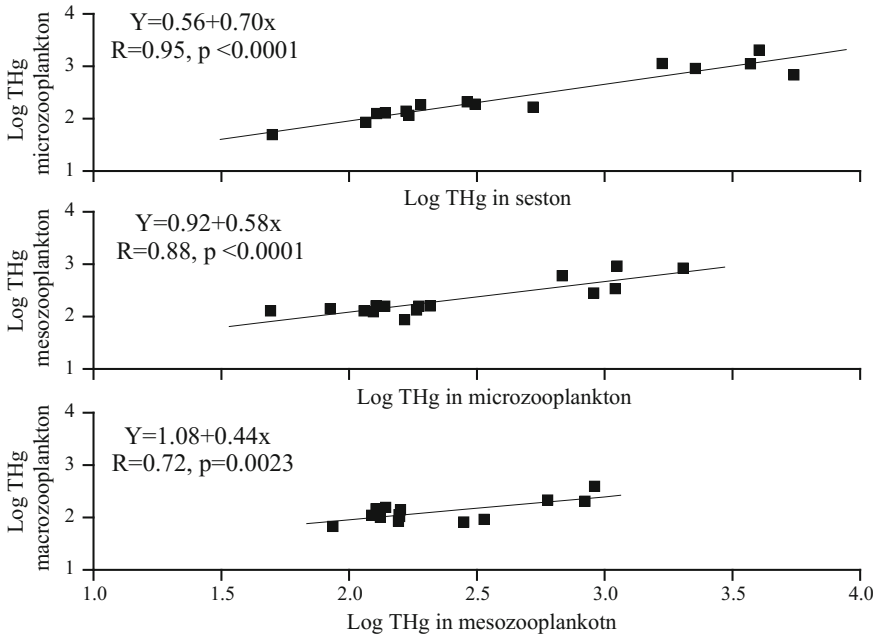 Y=0.56+0.70x
R=0.95, p <0.0001
Log THg
microzooplankton
4
3
2
1
Log THg in seston
Y=0.92+0.58x
R=0.88, p <0.0001
Log THg
mesozooplankton
4
3
2
1
Log THg in microzooplankton
Y=1.08+0.44x
R=0.72, p=0.0023
Log THg
macrozooplankton
4
3
2
1
1.0 1.5 2.0 2.5 3.0 3.5 4.0
Log THg in mesozooplankotn